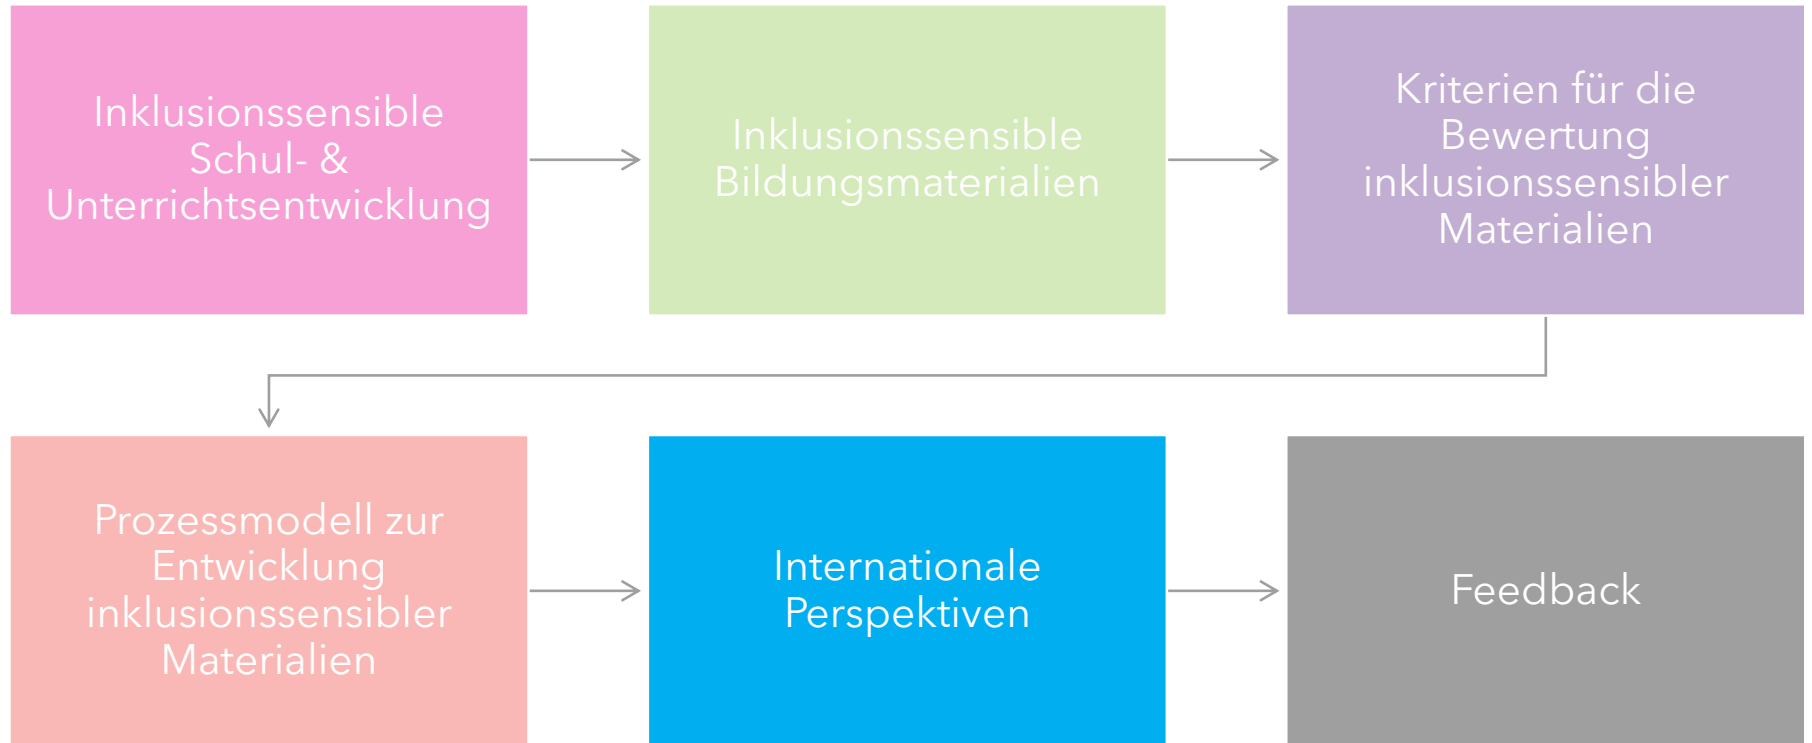 Inklusionssensible
Schul- &
Unterrichtsentwicklung
Inklusionssensible
Bildungsmaterialien
Kriterien für die
Bewertung
inklusionssensibler
Materialien
Prozessmodell zur
Entwicklung
inklusionssensibler
Materialien
Internationale
Perspektiven
Feedback